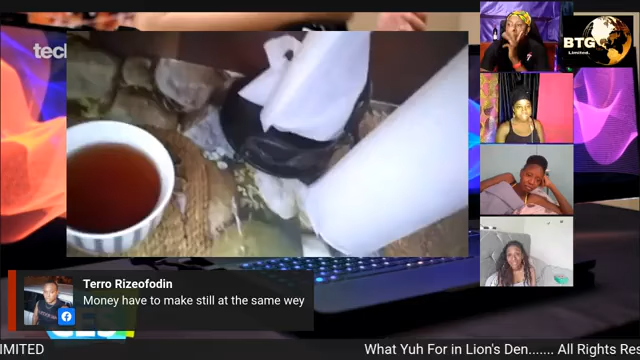 tech
BTG
Limited.
Terro Rizeofodin
Money have to make still at the same wey
IMITED
What Yuh For in Lion's Den....... All Rights Res